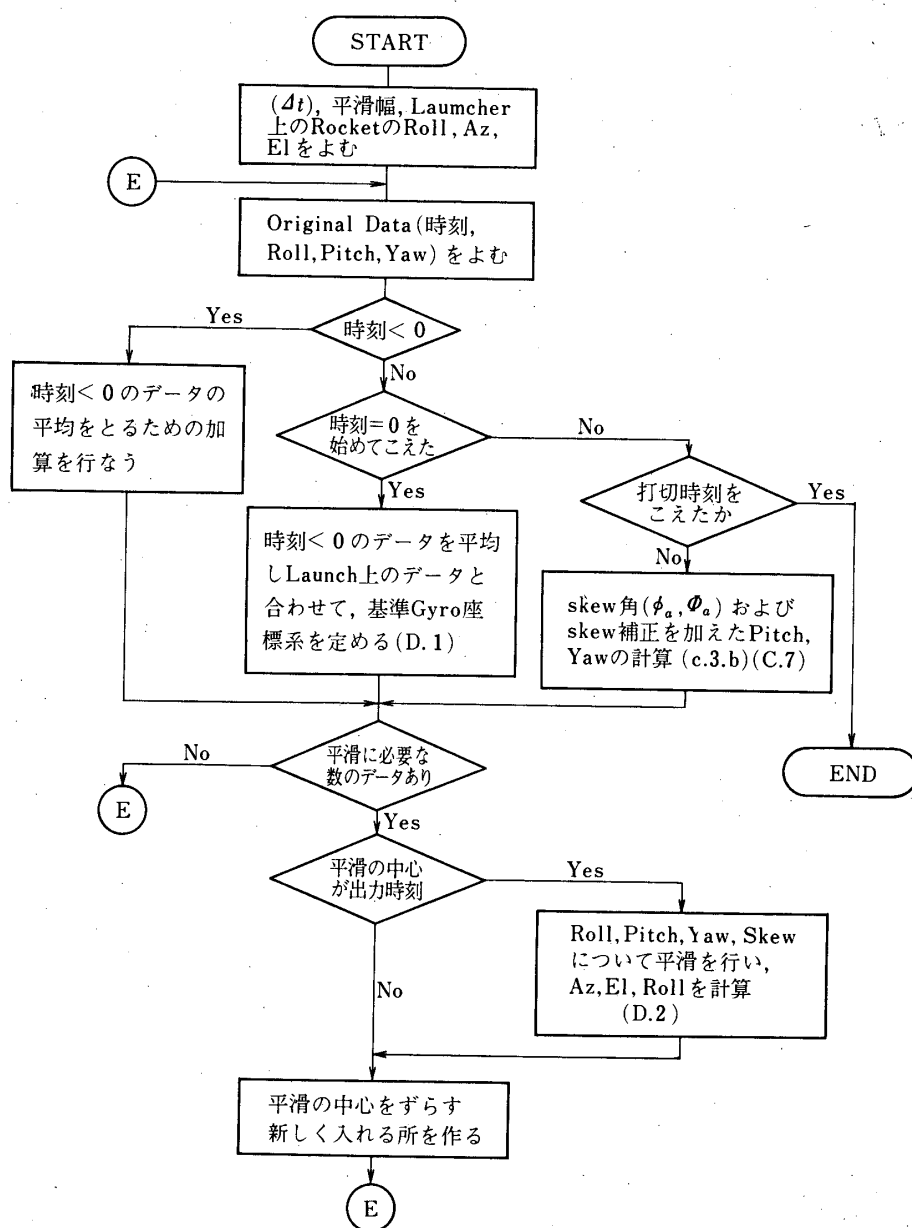 START
(Δt), 平滑幅, Laumcher
上のRocketのRoll, Az,
Elをよむ
E
Original Data(時刻,
Roll,Pitch,Yaw)をよむ
Yes
時刻< 0
No
時刻< 0 のデータの
平均をとるための加
算を行なう
時刻=0を
始めてこえた
No
Yes
打切時刻を
こえたか
Yes
No
時刻< 0 のデータを平均
しLaunch上のデータと
合わせて, 基準Gyro座
標系を定める(D.1)
skew角(ϕa,Φa) および
skew補正を加えたPitch,
Yawの計算 (c.3.b)(C.7)
No
平滑に必要な
数のデータあり
END
E
Yes
平滑の中心
が出力時刻
Yes
Roll,Pitch,Yaw,Skew
について平滑を行い,
Az,El,Rollを計算
(D.2)
No
平滑の中心をずらす
新しく入れる所を作る
E